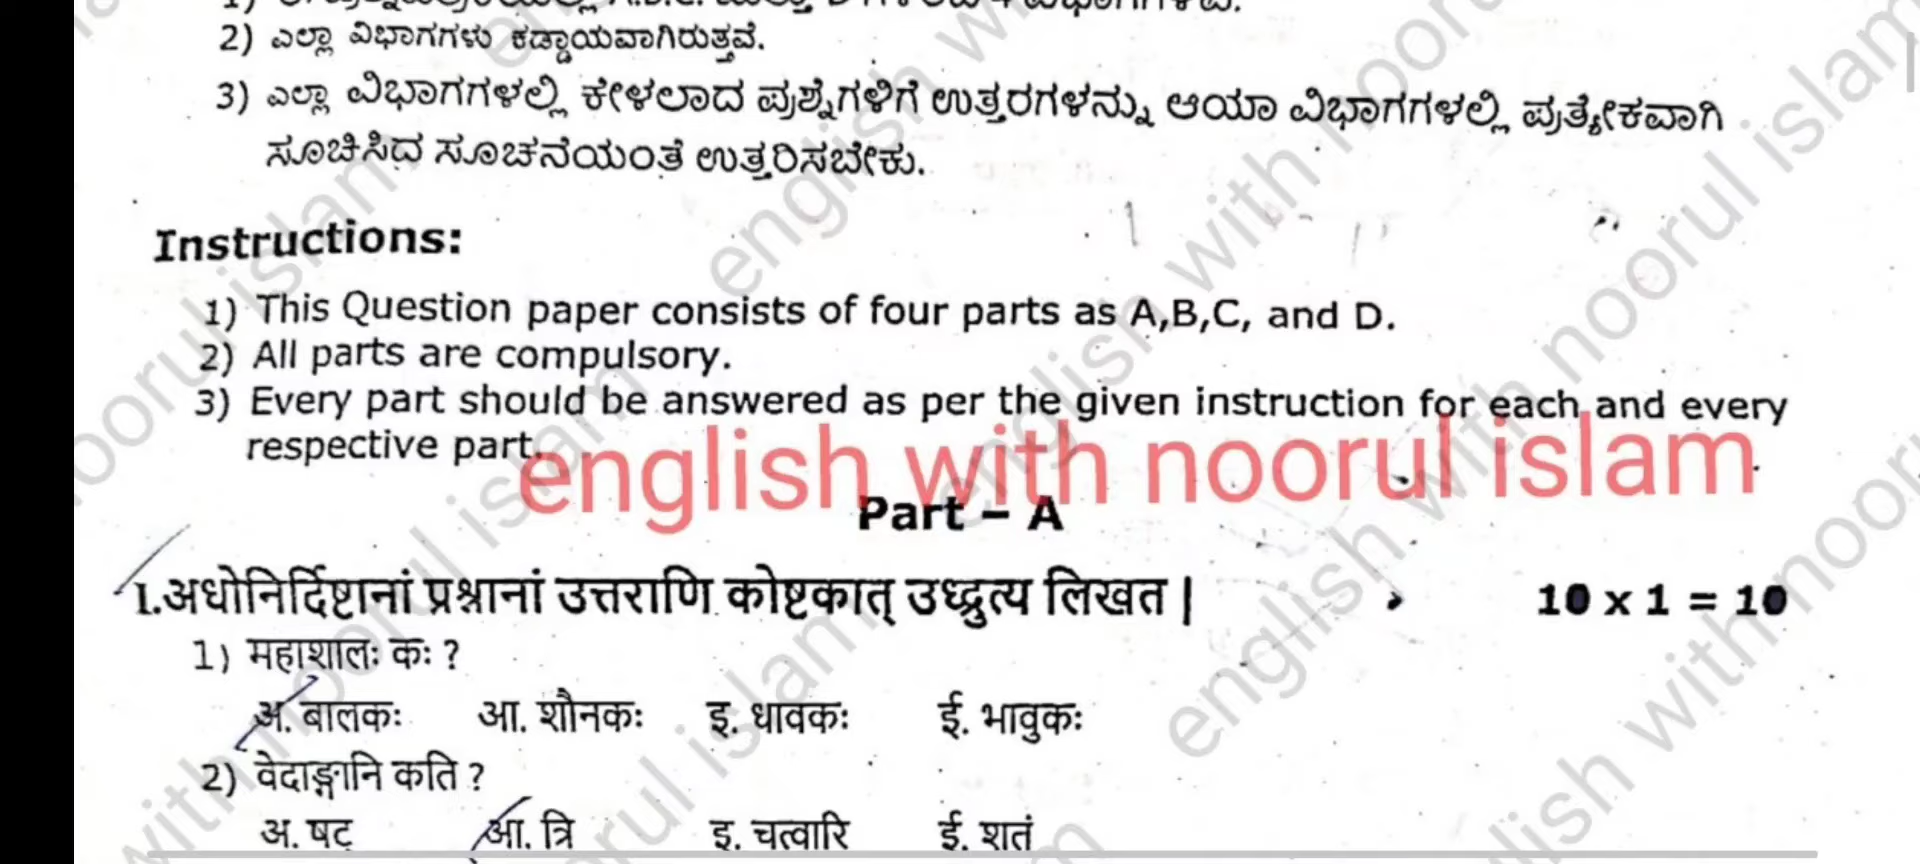 2) ಎಲ್ಲಾ ವಿಭಾಗಗಳು ಕಡ್ಡಾಯವಾಗಿರುತ್ತವೆ.
3) ಎಲ್ಲಾ ವಿಭಾಗಗಳಲ್ಲಿ ಕೇಳಲಾದ ಪ್ರಶ್ನೆಗಳಿಗೆ ಉತ್ತರಗಳನ್ನು ಆಯಾ ವಿಭಾಗಗಳಲ್ಲಿ ಪ್ರತ್ಯೇಕವಾಗಿ
ಸೂಚಿಸಿದ ಸೂಚನೆಯಂತೆ ಉತ್ತರಿಸಬೇಕು.
Instructions:
1) This Question paper consists of four parts as A,B,C, and D.
2) All parts are compulsory.
3) Every part should be answered as per the given instruction for each and every
respective part.
english with noorul islam
Part – A
I.अधोनिर्दिष्टानां प्रश्नानां उत्तराणि कोष्टकात् उध्द्रुत्य लिखत | 10 x 1 = 10
1) महाशालः कः ?
अ. बालकः आ. शौनकः इ. धावकः ई. भावुकः
2) वेदाङ्गानि कति ?
अ. षट् आ. त्रि इ. चत्वारि ई. शतं